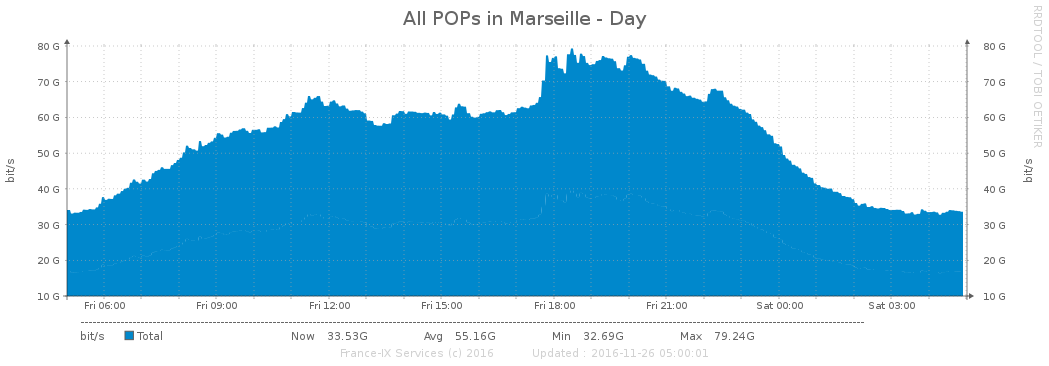 All POPs in Marseille - Day
RRDTOOL / TOBI OETIKER
80 G 80 G
70 G 70 G
60 G 60 G
50 G 50 G
40 G 40 G
30 G 30 G
20 G 20 G
10 G 10 G
bit/s
bit/s
Fri 06:00 Fri 09:00 Fri 12:00 Fri 15:00 Fri 18:00 Fri 21:00 Sat 00:00 Sat 03:00
bit/s Total Now 33.53G Avg 55.16G Min 32.69G Max 79.24G
France-IX Services (c) 2016 Updated : 2016-11-26 05:00:01